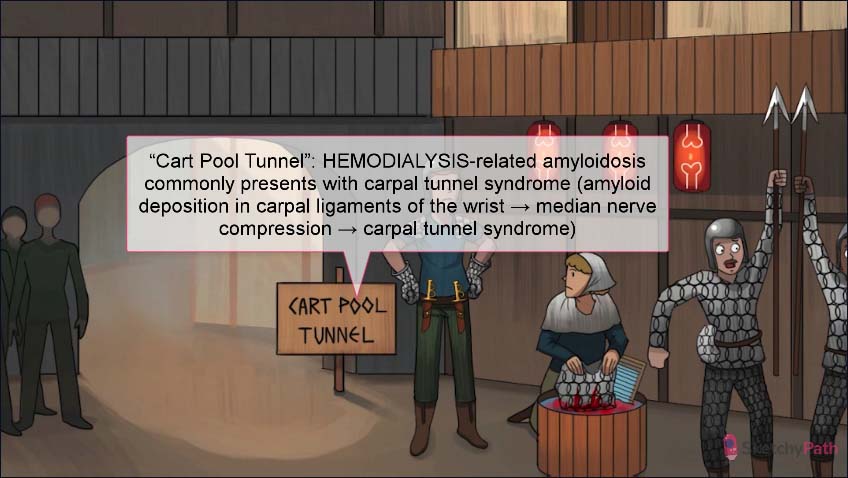 “Cart Pool Tunnel”: HEMODIALYSIS-related amyloidosis
commonly presents with carpal tunnel syndrome (amyloid
deposition in carpal ligaments of the wrist → median nerve
compression → carpal tunnel syndrome)
CART POOL
TUNNEL
SketchyPath